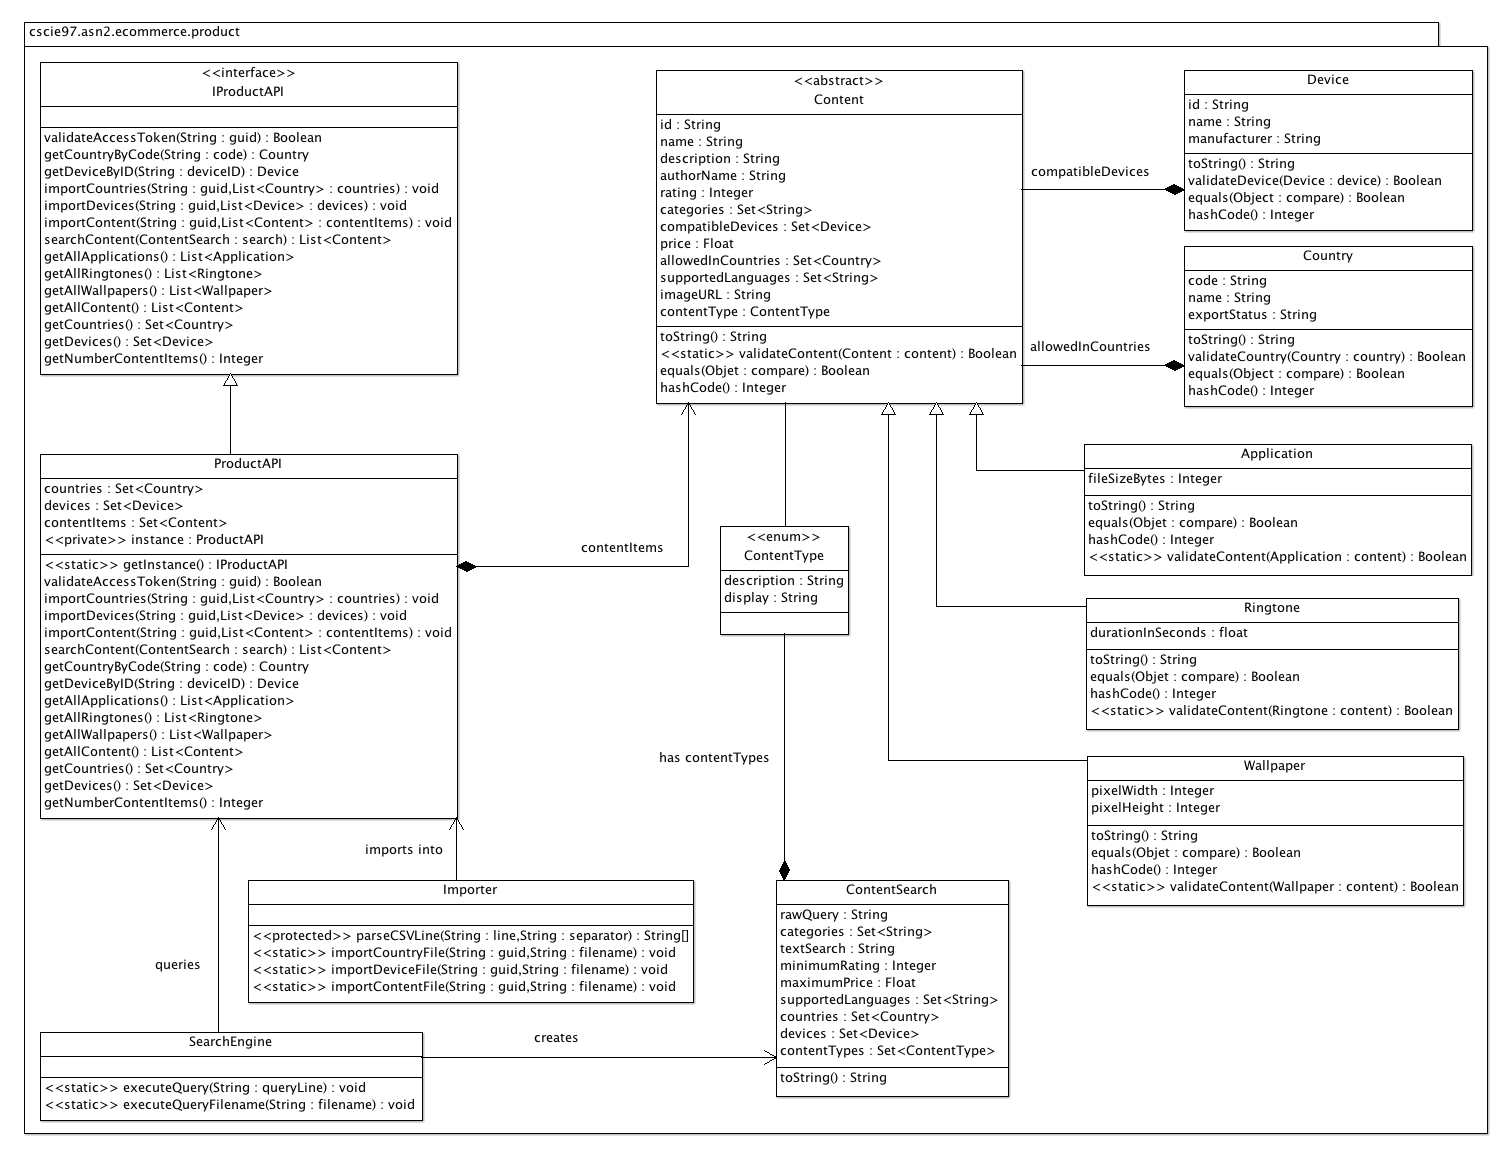 cscie97.asn2.ecommerce.product
<<interface>>
IProductAPI
validateAccessToken(String : guid) : Boolean
getCountryByCode(String : code) : Country
getDeviceByID(String : deviceID) : Device
importCountries(String : guid,List<Country> : countries) : void
importDevices(String : guid,List<Device> : devices) : void
importContent(String : guid,List<Content> : contentItems) : void
searchContent(ContentSearch : search) : List<Content>
getAllApplications() : List<Application>
getAllRingtones() : List<Ringtone>
getAllWallpapers() : List<Wallpaper>
getAllContent() : List<Content>
getCountries() : Set<Country>
getDevices() : Set<Device>
getNumberContentItems() : Integer
<<abstract>>
Content
id : String
name : String
description : String
authorName : String
rating : Integer
categories : Set<String>
compatibleDevices : Set<Device>
price : Float
allowedInCountries : Set<Country>
supportedLanguages : Set<String>
imageURL : String
contentType : ContentType
toString() : String
<<static>> validateContent(Content : content) : Boolean
equals(Objet : compare) : Boolean
hashCode() : Integer
compatibleDevices
allowedInCountries
Device
id : String
name : String
manufacturer : String
toString() : String
validateDevice(Device : device) : Boolean
equals(Object : compare) : Boolean
hashCode() : Integer
Country
code : String
name : String
exportStatus : String
toString() : String
validateCountry(Country : country) : Boolean
equals(Object : compare) : Boolean
hashCode() : Integer
ProductAPI
countries : Set<Country>
devices : Set<Device>
contentItems : Set<Content>
<<private>> instance : ProductAPI
<<static>> getInstance() : IProductAPI
validateAccessToken(String : guid) : Boolean
importCountries(String : guid,List<Country> : countries) : void
importDevices(String : guid,List<Device> : devices) : void
importContent(String : guid,List<Content> : contentItems) : void
searchContent(ContentSearch : search) : List<Content>
getCountryByCode(String : code) : Country
getDeviceByID(String : deviceID) : Device
getAllApplications() : List<Application>
getAllRingtones() : List<Ringtone>
getAllWallpapers() : List<Wallpaper>
getAllContent() : List<Content>
getCountries() : Set<Country>
getDevices() : Set<Device>
getNumberContentItems() : Integer
contentItems
<<enum>>
ContentType
description : String
display : String
has contentTypes
Application
fileSizeBytes : Integer
toString() : String
equals(Objet : compare) : Boolean
hashCode() : Integer
<<static>> validateContent(Application : content) : Boolean
Ringtone
durationInSeconds : float
toString() : String
equals(Objet : compare) : Boolean
hashCode() : Integer
<<static>> validateContent(Ringtone : content) : Boolean
Wallpaper
pixelWidth : Integer
pixelHeight : Integer
toString() : String
equals(Objet : compare) : Boolean
hashCode() : Integer
<<static>> validateContent(Wallpaper : content) : Boolean
imports into
Importer
<<protected>> parseCSVLine(String : line,String : separator) : String[]
<<static>> importCountryFile(String : guid,String : filename) : void
<<static>> importDeviceFile(String : guid,String : filename) : void
<<static>> importContentFile(String : guid,String : filename) : void
queries
ContentSearch
rawQuery : String
categories : Set<String>
textSearch : String
minimumRating : Integer
maximumPrice : Float
supportedLanguages : Set<String>
countries : Set<Country>
devices : Set<Device>
contentTypes : Set<ContentType>
toString() : String
SearchEngine
<<static>> executeQuery(String : queryLine) : void
<<static>> executeQueryFilename(String : filename) : void
creates